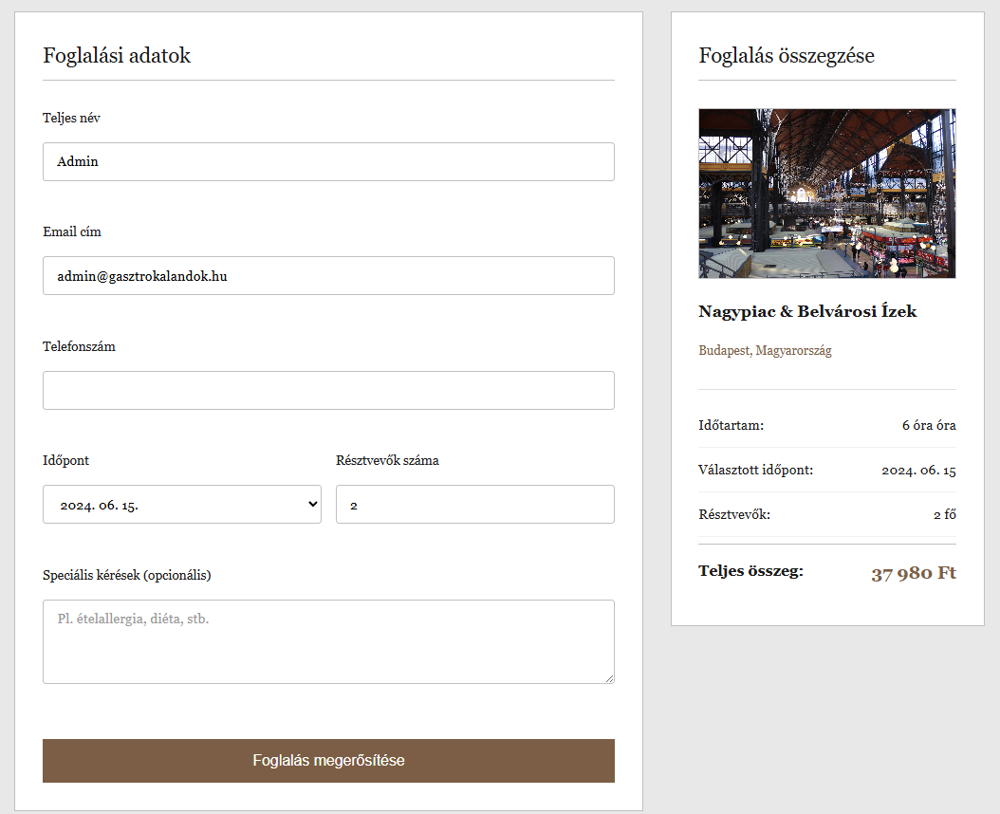 Foglalási adatok
Teljes név
Admin
Email cím
admin@gasztrokalandok.hu
Telefonszám
Időpont
Résztvevők száma
2024. 06. 15.
2
Speciális kérések (opcionális)
Pl. ételallergia, diéta, stb.
Foglalás megerősítése
Foglalás összegzése
Nagypiac & Belvárosi Ízek
Budapest, Magyarország
Időtartam: 6 óra óra
Választott időpont: 2024. 06. 15
Résztvevők: 2 fő
Teljes összeg: 37 980 Ft